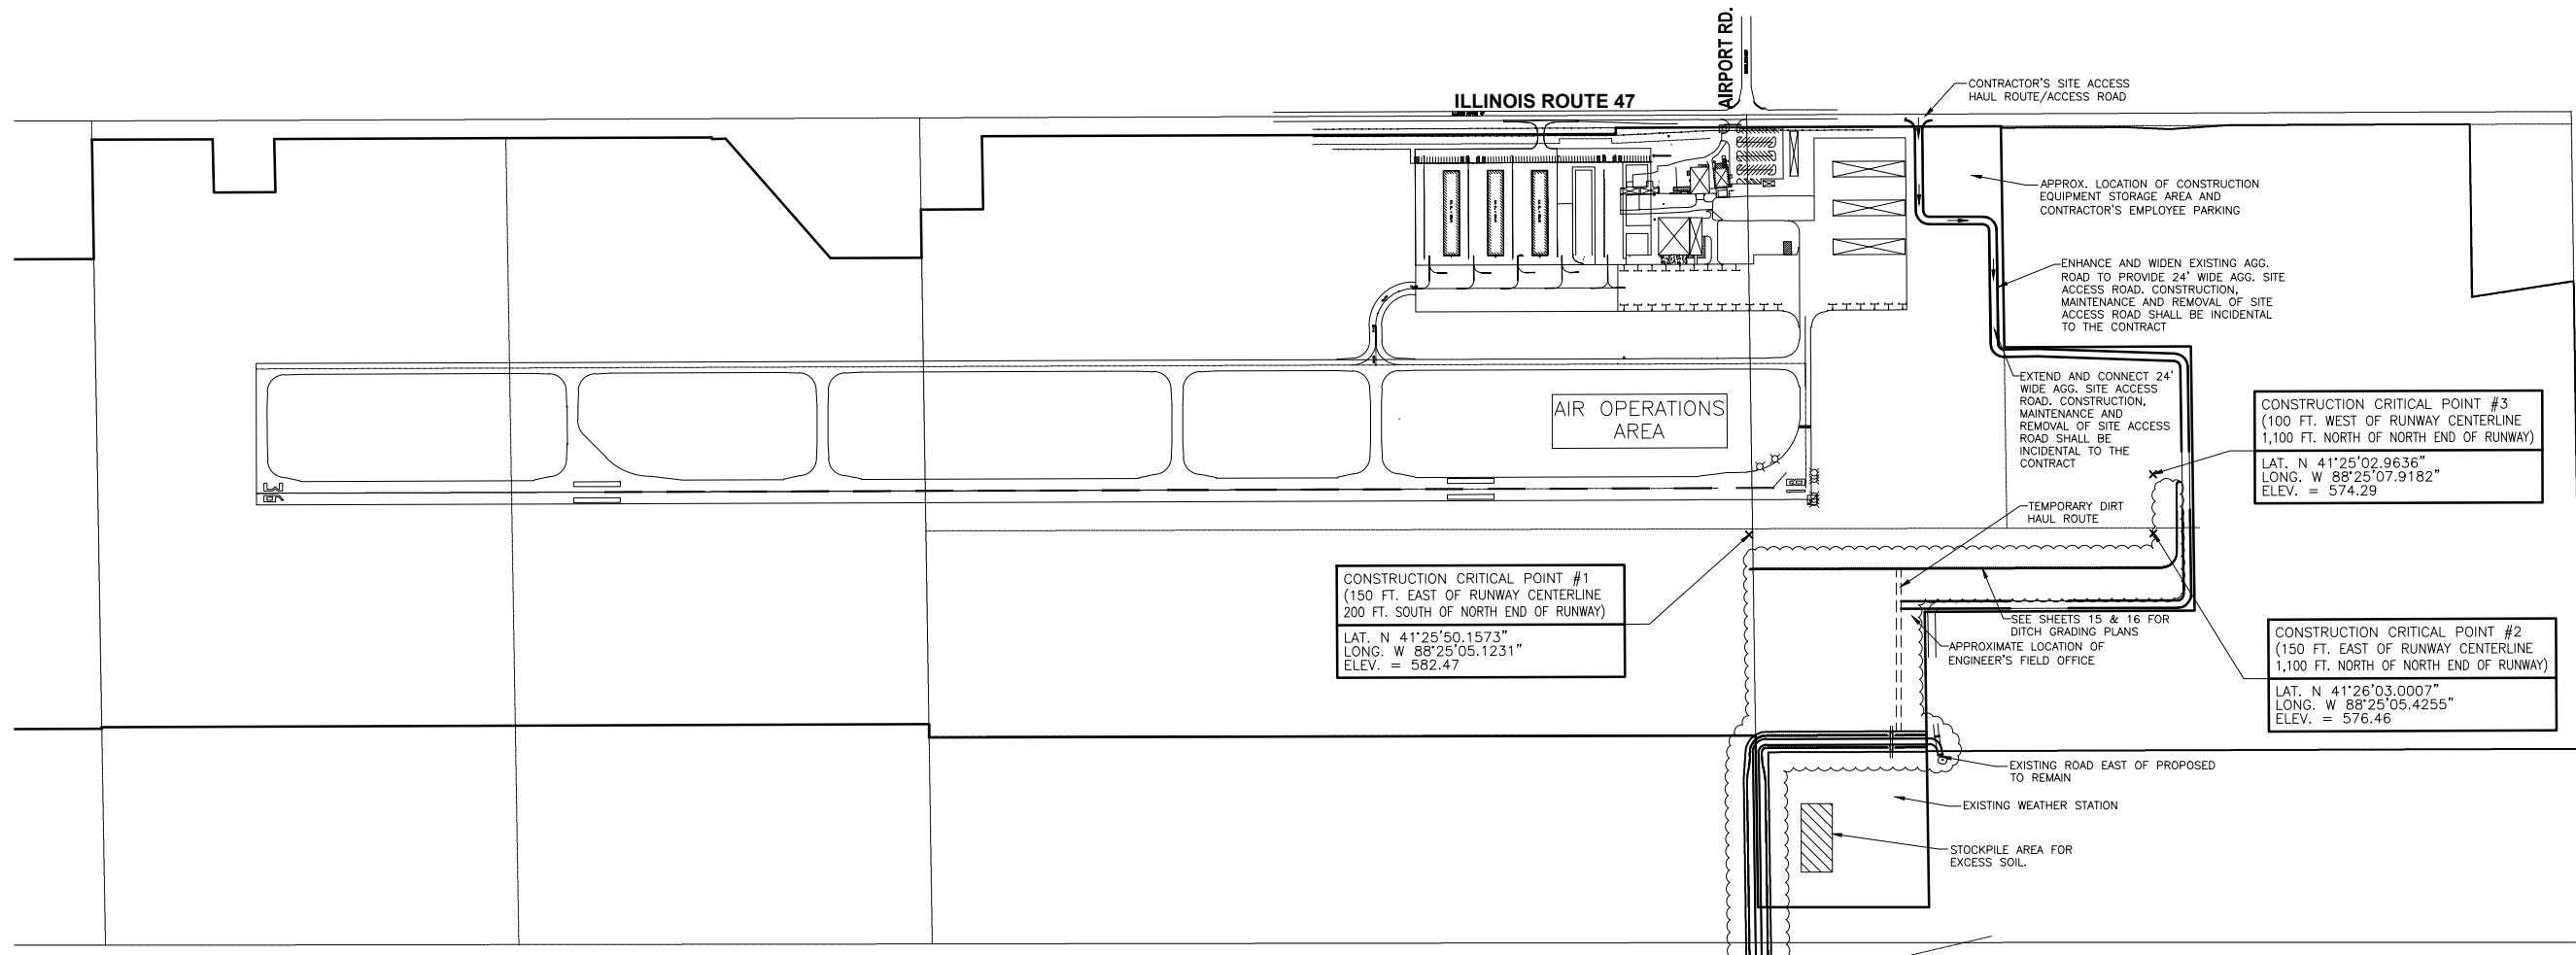 AIRPORT RD.
ILLINOIS ROUTE 47
CONTRACTOR'S SITE ACCESS
HAUL ROUTE/ACCESS ROAD
APPROX. LOCATION OF CONSTRUCTION
EQUIPMENT STORAGE AREA AND
CONTRACTOR'S EMPLOYEE PARKING
ENHANCE AND WIDEN EXISTING AGG.
ROAD TO PROVIDE 24' WIDE AGG. SITE
ACCESS ROAD. CONSTRUCTION,
MAINTENANCE AND REMOVAL OF SITE
ACCESS ROAD SHALL BE INCIDENTAL
TO THE CONTRACT
EXTEND AND CONNECT 24'
WIDE AGG. SITE ACCESS
ROAD. CONSTRUCTION,
MAINTENANCE AND
REMOVAL OF SITE ACCESS
ROAD SHALL BE
INCIDENTAL TO THE
CONTRACT
AIR OPERATIONS
AREA
CONSTRUCTION CRITICAL POINT #3
(100 FT. WEST OF RUNWAY CENTERLINE
1,100 FT. NORTH OF NORTH END OF RUNWAY)
LAT. N 41°25'02.9636"
LONG. W 88°25'07.9182"
ELEV. = 574.29
TEMPORARY DIRT
HAUL ROUTE
CONSTRUCTION CRITICAL POINT #1
(150 FT. EAST OF RUNWAY CENTERLINE
200 FT. SOUTH OF NORTH END OF RUNWAY)
LAT. N 41°25'50.1573"
LONG. W 88°25'05.1231"
ELEV. = 582.47
SEE SHEETS 15 & 16 FOR
DITCH GRADING PLANS
APPROXIMATE LOCATION OF
ENGINEER'S FIELD OFFICE
CONSTRUCTION CRITICAL POINT #2
(150 FT. EAST OF RUNWAY CENTERLINE
1,100 FT. NORTH OF NORTH END OF RUNWAY)
LAT. N 41°26'03.0007"
LONG. W 88°25'05.4255"
ELEV. = 576.46
EXISTING ROAD EAST OF PROPOSED
TO REMAIN
EXISTING WEATHER STATION
STOCKPILE AREA FOR
EXCESS SOIL.